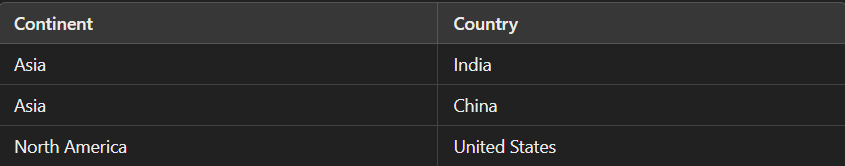 Continent Country
Asia India
Asia China
North America United States